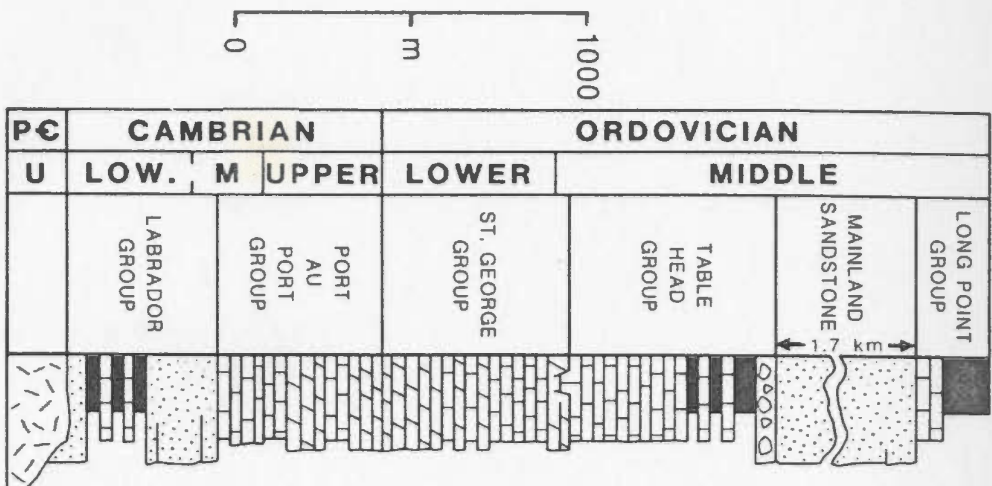 0 m 1000
P€ CAMBRIAN ORDOVICIAN
U LOW. M UPPER LOWER MIDDLE
LABRADOR
GROUP
PORT
AU
PORT
GROUP
ST. GEORGE
GROUP
TABLE
HEAD
GROUP
MAINLAND
SANDSTONE
LONG POINT
GROUP
1.7 km